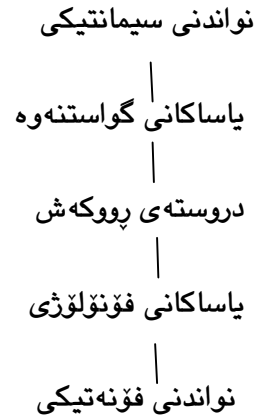 نواندنی سیمانتیکی
یاساکانی گواستنەوە
دروستەی ڕووکەش
یاساکانی فۆنۆلۆژی
نواندنی فۆنەتیکی